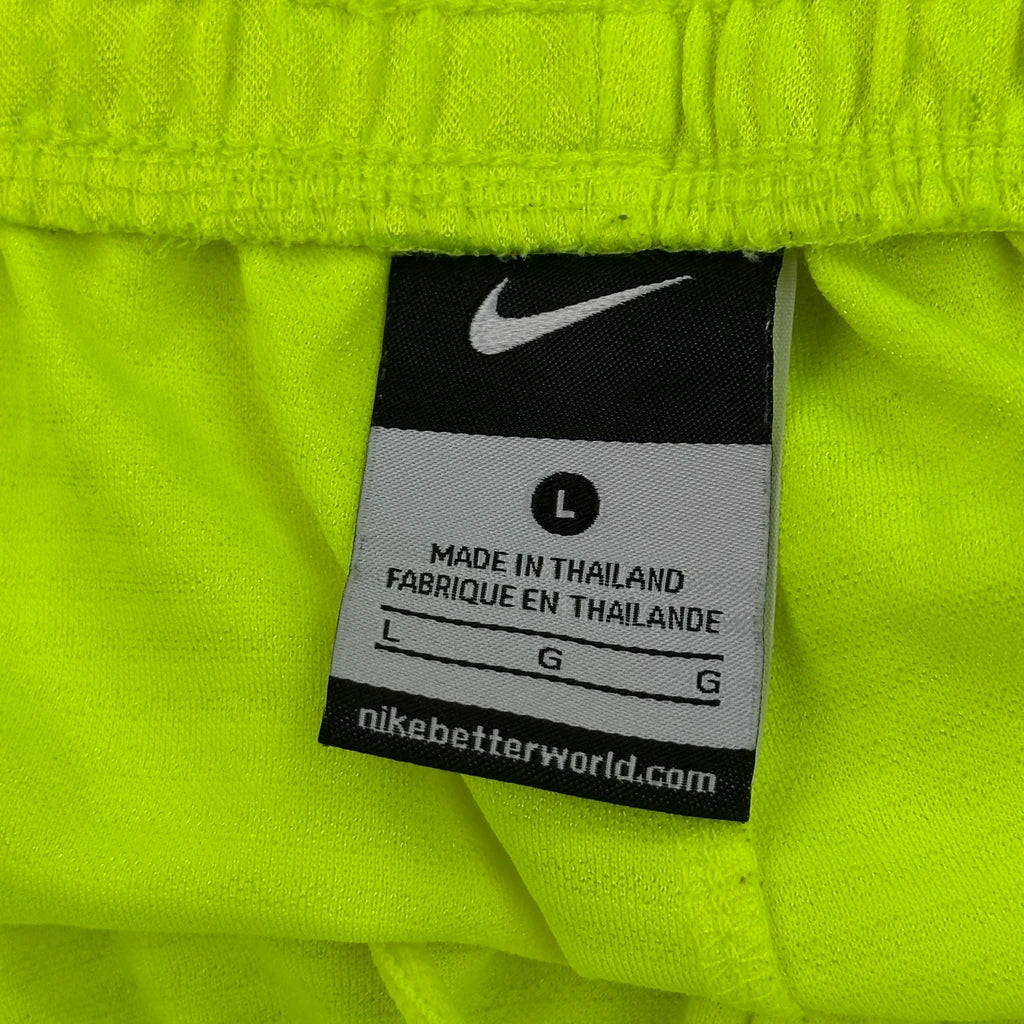 L
MADE IN THAILAND
FABRIQUE EN THAILANDE
L G G
nikebetterworld.com